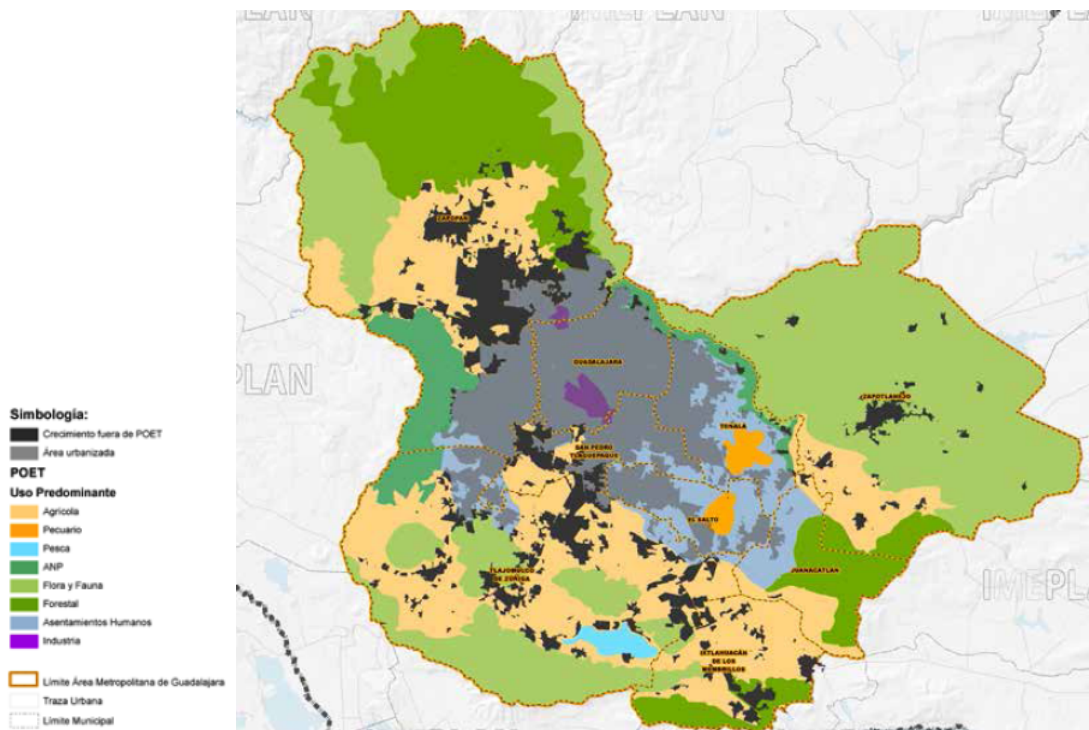 IMEPLAN
IMEPLAN
PLAN
ZAPOPAN
GUADALAJARA
ZAPOTLANEJO
TONALÁ
SAN PEDRO
TLAQUEPAQUE
EL SALTO
TLAJOMULCO
DE ZÚÑIGA
JUANACATLÁN
IMEPLAN
IXTLAHUACÁN
DE LOS
MEMBRILLOS
Simbología:
Crecimiento fuera de POET
Área urbanizada
POET
Uso Predominante
Agrícola
Pecuario
Pesca
ANP
Flora y Fauna
Forestal
Asentamientos Humanos
Industria
Límite Área Metropolitana de Guadalajara
Traza Urbana
Límite Municipal